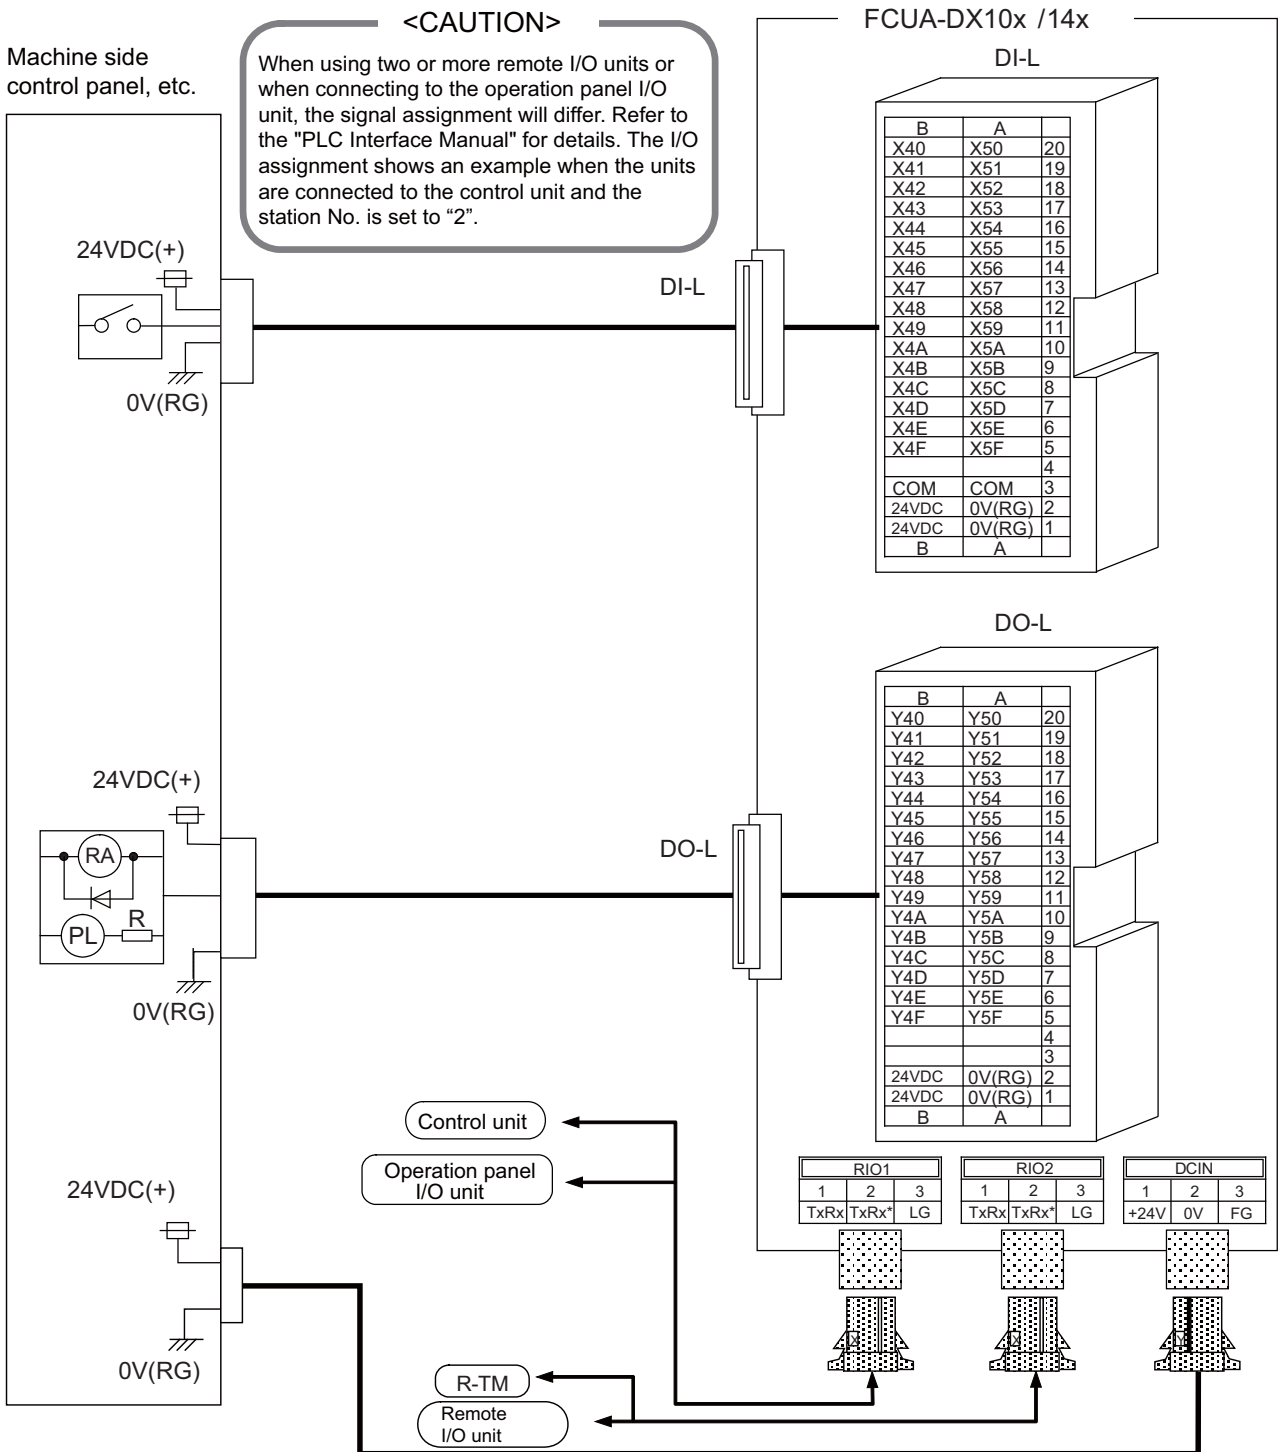 <CAUTION>
When using two or more remote I/O units or
when connecting to the operation panel I/O
unit, the signal assignment will differ. Refer to
the "PLC Interface Manual" for details. The I/O
assignment shows an example when the units
are connected to the control unit and the
station No. is set to “2”.
Machine side
control panel, etc.
FCUA-DX10x /14x
DI-L
B A
X40 X50 20
X41 X51 19
X42 X52 18
X43 X53 17
X44 X54 16
X45 X55 15
X46 X56 14
X47 X57 13
X48 X58 12
X49 X59 11
X4A X5A 10
X4B X5B 9
X4C X5C 8
X4D X5D 7
X4E X5E 6
X4F X5F 5
4
COM COM 3
24VDC 0V(RG) 2
24VDC 0V(RG) 1
B A
24VDC(+)
0V(RG)
DI-L
DO-L
B A
Y40 Y50 20
Y41 Y51 19
Y42 Y52 18
Y43 Y53 17
Y44 Y54 16
Y45 Y55 15
Y46 Y56 14
Y47 Y57 13
Y48 Y58 12
Y49 Y59 11
Y4A Y5A 10
Y4B Y5B 9
Y4C Y5C 8
Y4D Y5D 7
Y4E Y5E 6
Y4F Y5F 5
4
3
24VDC 0V(RG) 2
24VDC 0V(RG) 1
B A
24VDC(+)
RA
PL R
0V(RG)
DO-L
Control unit
Operation panel
I/O unit
RIO1
1 2 3
TxRx TxRx* LG
RIO2
1 2 3
TxRx TxRx* LG
DCIN
1 2 3
+24V 0V FG
24VDC(+)
0V(RG)
X X Y
R-TM
Remote
I/O unit